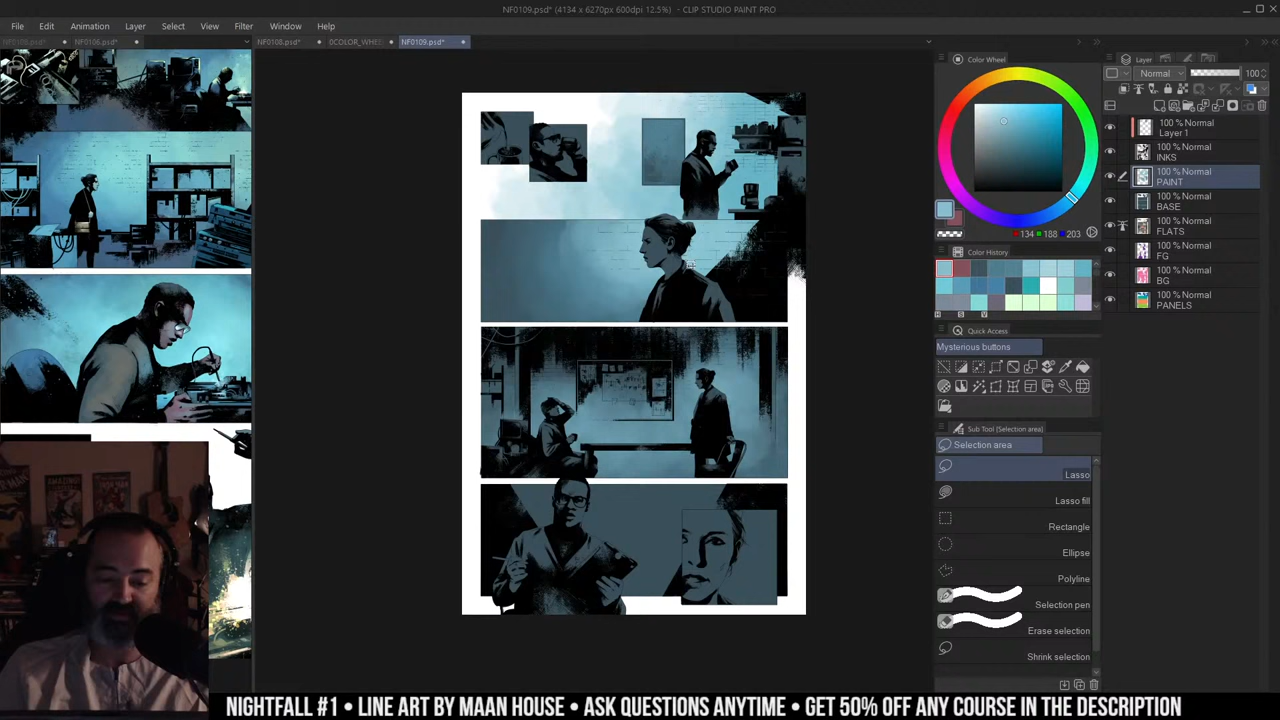 NF0109.psd* (4134 x 6270px 600dpi 12.5%) - CLIP STUDIO PAINT PRO
File Edit Animation Layer Select View Filter Window Help
NF0106.psd* NF0108.psd* 0COLOR_WHE NF0109.psd*
Color Wheel
134 188 203
Color History
H S V
Quick Access
Mysterious buttons
Sub Tool [Selection area]
Selection area
Lasso
Lasso fill
Rectangle
Ellipse
Polyline
Selection pen
Erase selection
Shrink selection
Layer
Normal 100
100 % Normal
Layer 1
100 % Normal
INKS
100 % Normal
PAINT
100 % Normal
BASE
100 % Normal
FLATS
100 % Normal
FG
100 % Normal
BG
100 % Normal
PANELS
NIGHTFALL #1 • LINE ART BY MAAN HOUSE • ASK QUESTIONS ANYTIME • GET 50% OFF ANY COURSE IN THE DESCRIPTION